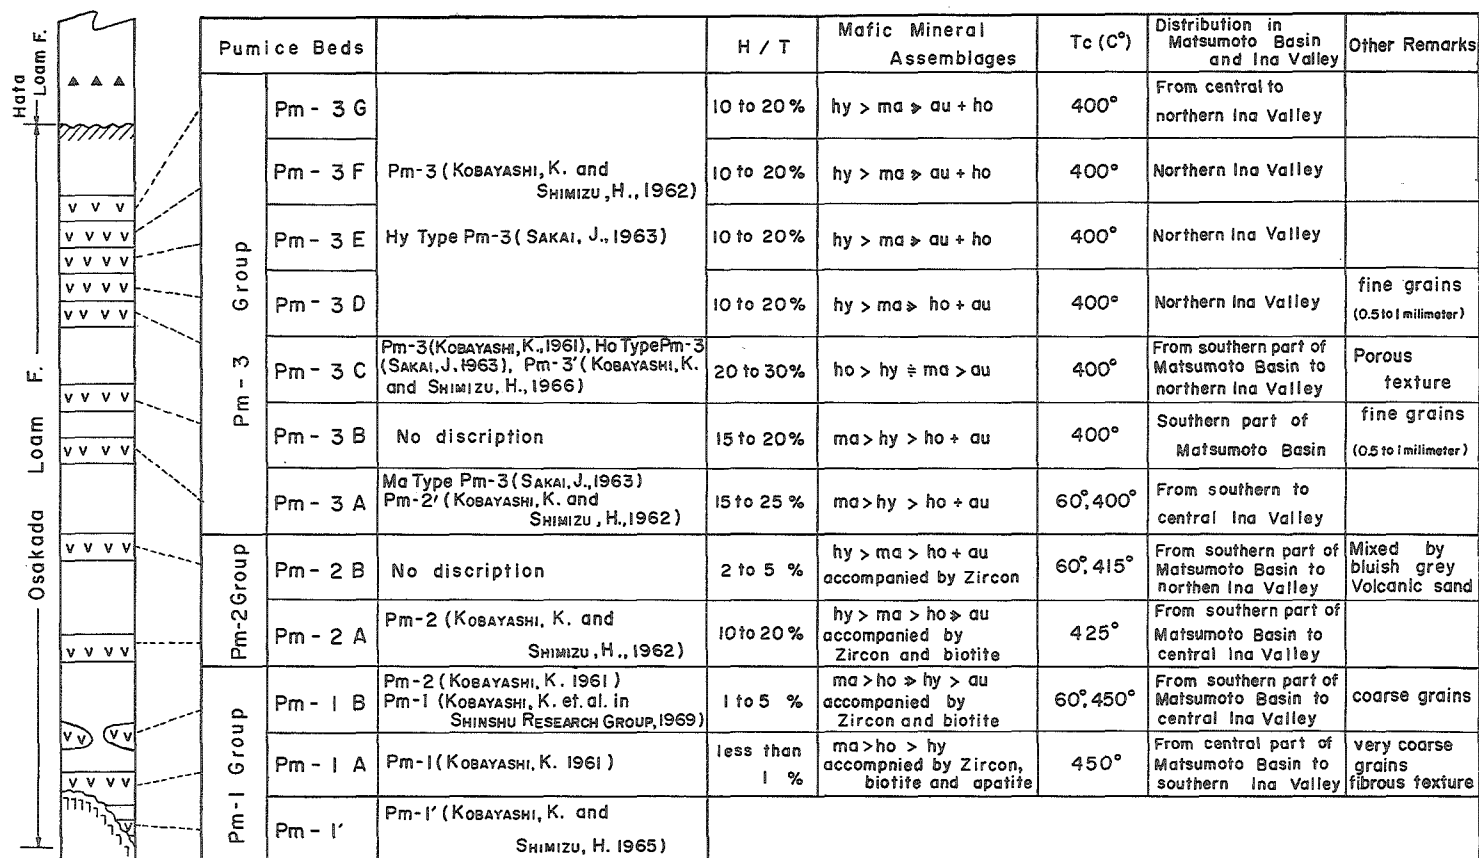 Hata
Loam F.
Osakada Loam F.
Pumice Beds
H / T
Mafic Mineral
Assemblages
Tc (C°)
Distribution in
Matsumoto Basin
and Ina Valley
Other Remarks
Pm - 3 Group
Pm - 3 G
10 to 20%
hy > ma ≫ au + ho
400°
From central to
northern Ina Valley
Pm - 3 F
Pm-3 (KOBAYASHI, K. and
SHIMIZU, H., 1962)
10 to 20%
hy > ma ≫ au + ho
400°
Northern Ina Valley
Pm - 3 E
Hy Type Pm-3 (SAKAI, J., 1963)
10 to 20%
hy > ma ≫ au + ho
400°
Northern Ina Valley
Pm - 3 D
10 to 20%
hy > ma ≫ ho + au
400°
Northern Ina Valley
fine grains
(0.5 to 1 milimeter)
Pm - 3 C
Pm-3 (KOBAYASHI, K., 1961), Ho Type Pm-3
(SAKAI, J. 1963), Pm-3′ (KOBAYASHI, K.
and SHIMIZU, H., 1966)
20 to 30%
ho > hy ≑ ma > au
400°
From southern part of
Matsumoto Basin to
northern Ina Valley
Porous
texture
Pm - 3 B
No discription
15 to 20%
ma > hy > ho + au
400°
Southern part of
Matsumoto Basin
fine grains
(0.5 to 1 milimeter)
Pm - 3 A
Ma Type Pm-3 (SAKAI, J., 1963)
Pm-2′ (KOBAYASHI, K. and
SHIMIZU, H., 1962)
15 to 25 %
ma > hy > ho + au
60°, 400°
From southern to
central Ina Valley
Pm-2 Group
Pm - 2 B
No discription
2 to 5 %
hy > ma > ho + au
accompanied by Zircon
60°, 415°
From southern part of
Matsumoto Basin to
northen Ina Valley
Mixed by
bluish grey
Volcanic sand
Pm - 2 A
Pm-2 (KOBAYASHI, K. and
SHIMIZU, H., 1962)
10 to 20 %
hy > ma > ho ≫ au
accompanied by
Zircon and biotite
425°
From southern part of
Matsumoto Basin to
central Ina Valley
Pm-1 Group
Pm - 1 B
Pm-2 (KOBAYASHI, K. 1961)
Pm-1 (KOBAYASHI, K. et. al. in
SHINSHU RESEARCH GROUP, 1969)
1 to 5 %
ma > ho ≫ hy > au
accompanied by
Zircon and biotite
60°, 450°
From southern part of
Matsumoto Basin to
central Ina Valley
coarse grains
Pm - 1 A
Pm-1 (KOBAYASHI, K. 1961)
less than
1 %
ma > ho > hy
accompnied by Zircon,
biotite and apatite
450°
From central part of
Matsumoto Basin to
southern Ina Valley
very coarse
grains
fibrous texture
Pm - 1′
Pm-1′ (KOBAYASHI, K. and
SHIMIZU, H. 1965)